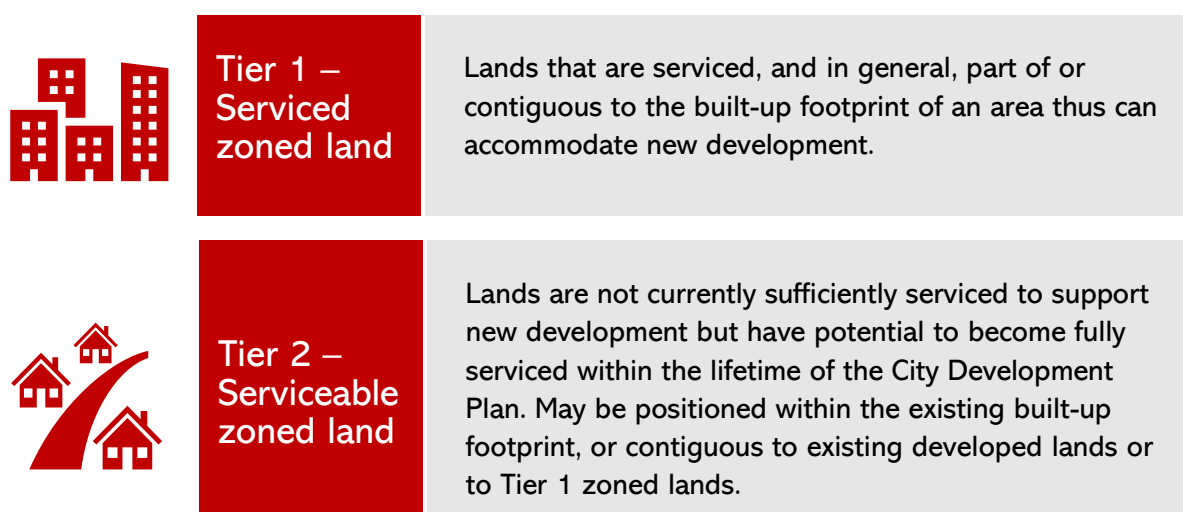 Tier 1 –
Serviced
zoned land
Lands that are serviced, and in general, part of or
contiguous to the built-up footprint of an area thus can
accommodate new development.
Tier 2 –
Serviceable
zoned land
Lands are not currently sufficiently serviced to support
new development but have potential to become fully
serviced within the lifetime of the City Development
Plan. May be positioned within the existing built-up
footprint, or contiguous to existing developed lands or
to Tier 1 zoned lands.